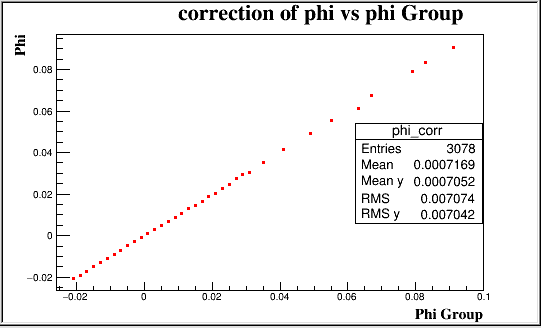 correction of phi vs phi Group
Phi
0.08
0.06
0.04
0.02
0
−0.02
phi_corr
Entries 3078
Mean 0.0007169
Mean y 0.0007052
RMS 0.007074
RMS y 0.007042
−0.02 0 0.02 0.04 0.06 0.08 0.1
Phi Group